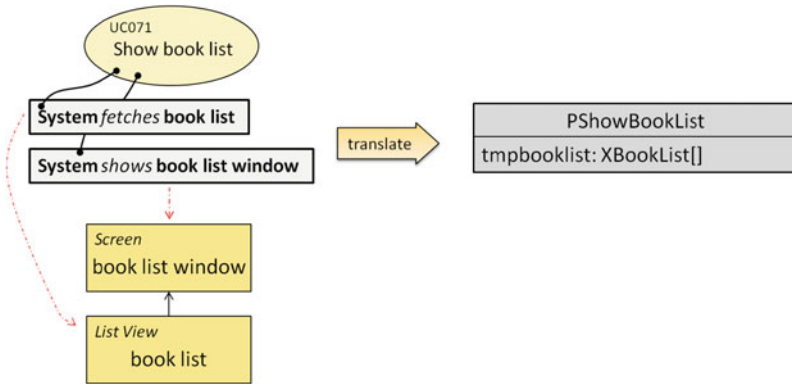 UC071
Show book list
System fetches book list
System shows book list window
translate
PShowBookList
tmpbooklist: XBookList[]
Screen
book list window
List View
book list